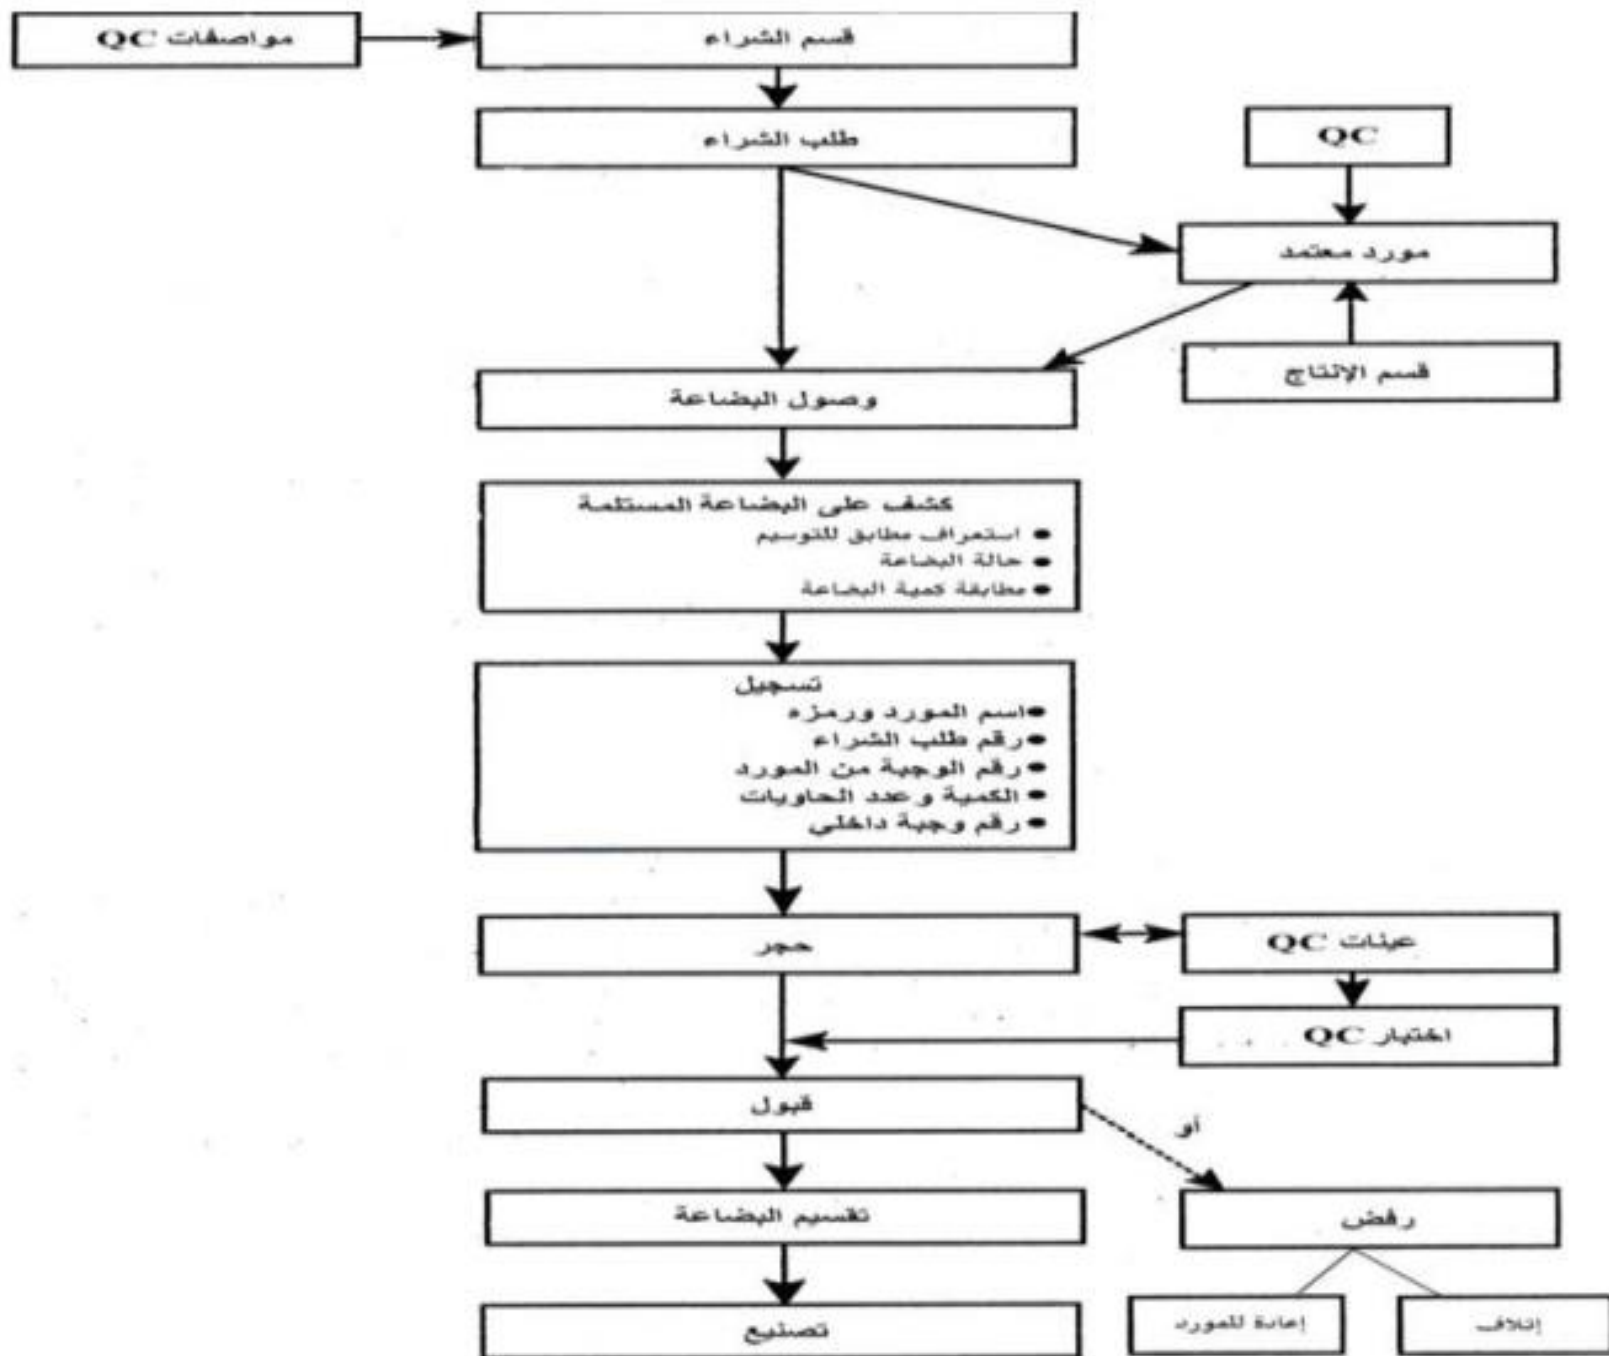 مواصفات QC
قسم الشراء
طلب الشراء
QC
مورد معتمد
قسم الإنتاج
وصول البضاعة
كشف على البضاعة المستلمة
● استعراف مطابق للتوسيم
● حالة البضاعة
● مطابقة كمية البضاعة
تسجيل
●اسم المورد ورمزه
●رقم طلب الشراء
●رقم الوجبة من المورد
●الكمية وعدد الحاويات
●رقم وجبة داخلي
حجر
عينات QC
اختبار QC
قبول
أو
تقسيم البضاعة
رفض
تصنيع
إعادة للمورد
إتلاف